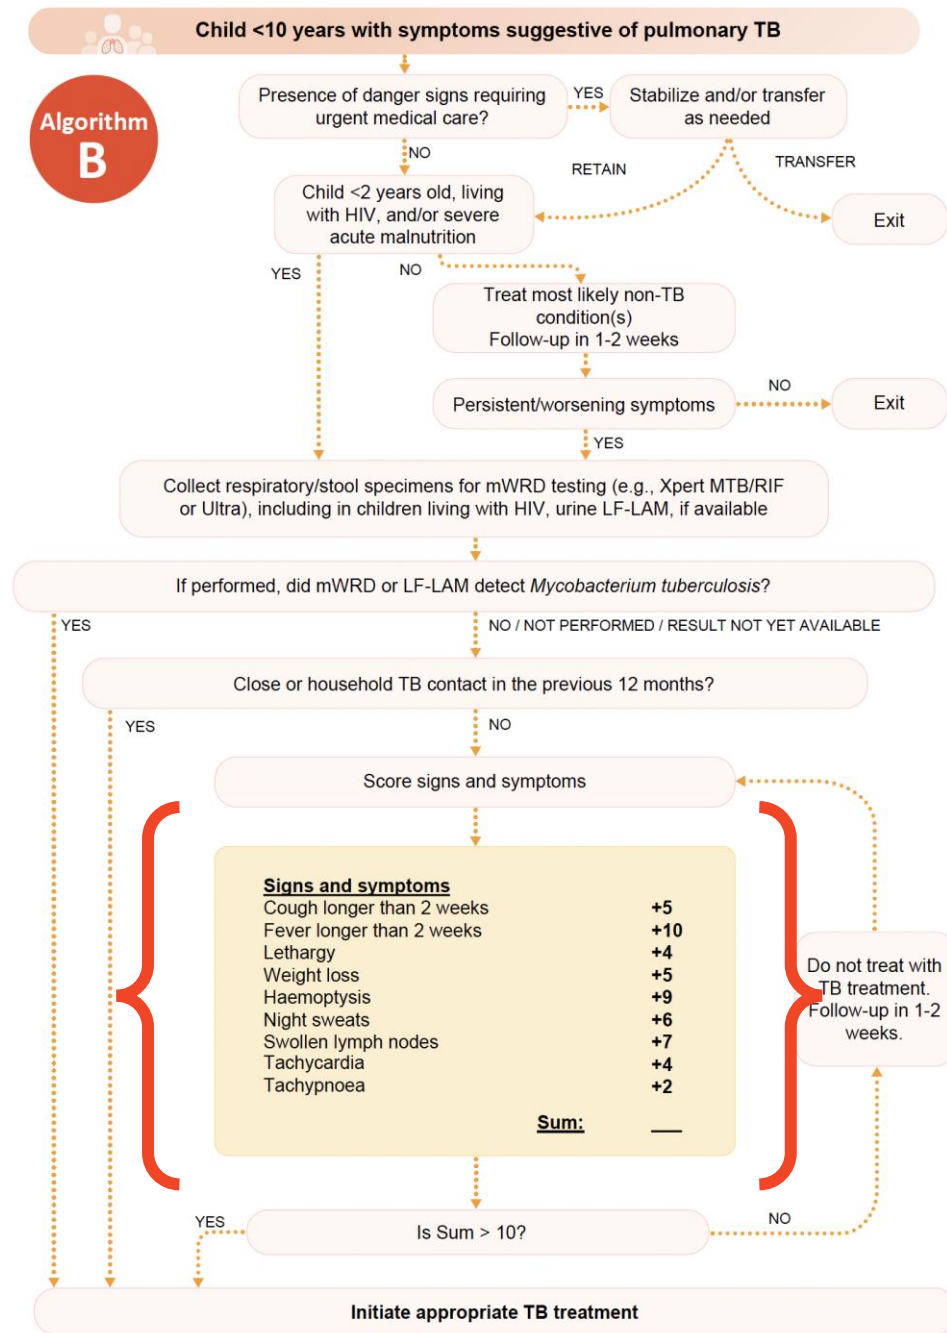 Child <10 years with symptoms suggestive of pulmonary TB
Algorithm
B
Presence of danger signs requiring
urgent medical care?
YES
Stabilize and/or transfer
as needed
NO
RETAIN
TRANSFER
Child <2 years old, living
with HIV, and/or severe
acute malnutrition
Exit
YES
NO
Treat most likely non-TB
condition(s)
Follow-up in 1-2 weeks
Persistent/worsening symptoms
NO
Exit
YES
Collect respiratory/stool specimens for mWRD testing (e.g., Xpert MTB/RIF
or Ultra), including in children living with HIV, urine LF-LAM, if available
If performed, did mWRD or LF-LAM detect Mycobacterium tuberculosis?
YES
NO / NOT PERFORMED / RESULT NOT YET AVAILABLE
Close or household TB contact in the previous 12 months?
YES
NO
Score signs and symptoms
Signs and symptoms
Cough longer than 2 weeks +5
Fever longer than 2 weeks +10
Lethargy +4
Weight loss +5
Haemoptysis +9
Night sweats +6
Swollen lymph nodes +7
Tachycardia +4
Tachypnoea +2
Sum: ___
Do not treat with
TB treatment.
Follow-up in 1-2
weeks.
Is Sum > 10?
YES
NO
Initiate appropriate TB treatment